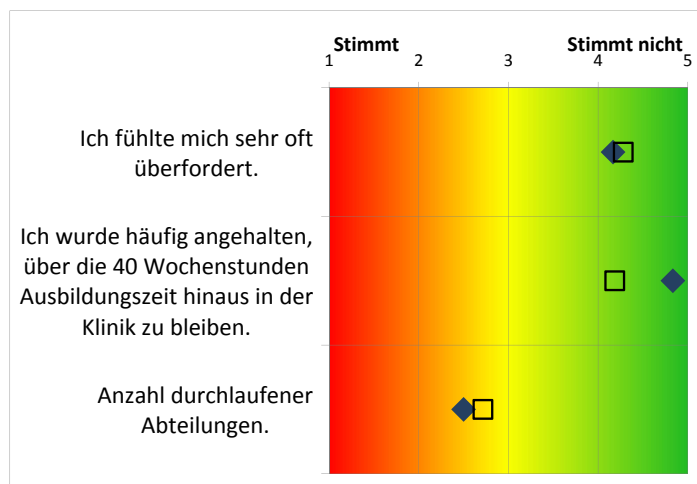 Stimmt Stimmt nicht
1 2 3 4 5
Ich fühlte mich sehr oft
überfordert.
Ich wurde häufig angehalten,
über die 40 Wochenstunden
Ausbildungszeit hinaus in der
Klinik zu bleiben.
Anzahl durchlaufener
Abteilungen.